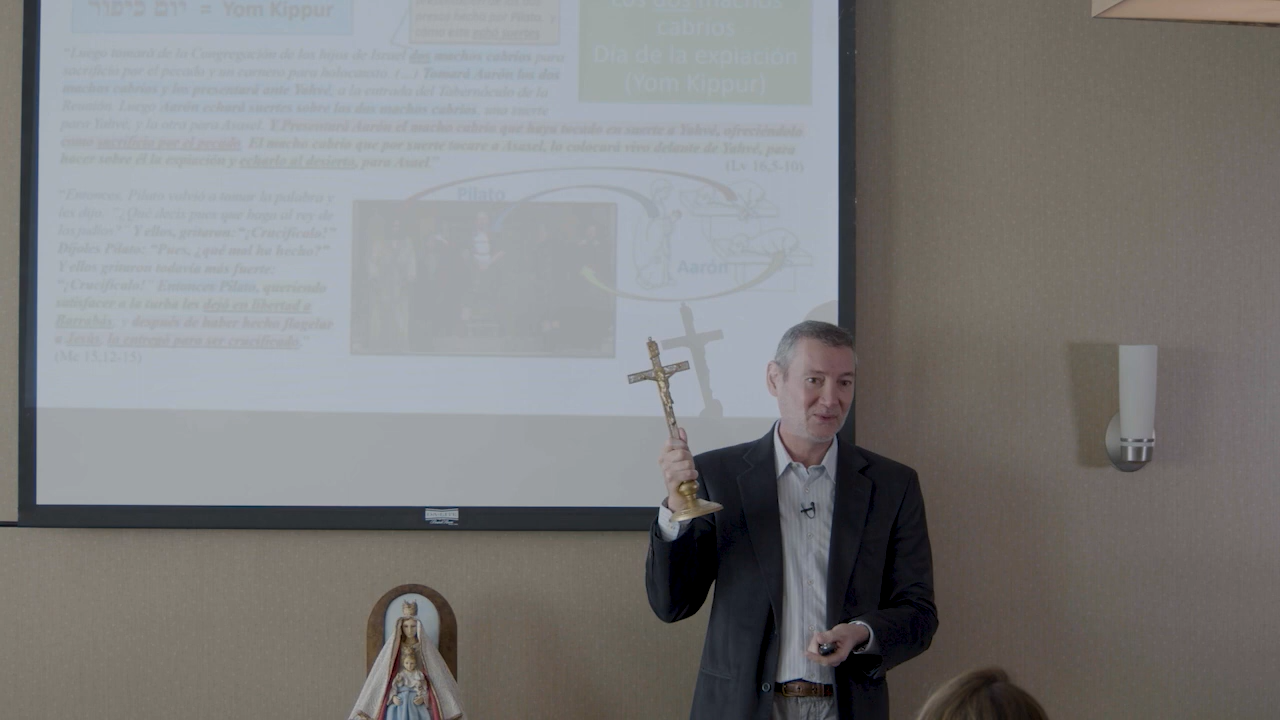 יום כיפור = Yom Kippur
presó hecho por Pilato, y
Los dos machos
cabríos
Día de la expiación
(Yom Kippur)
"Luego tomará de la Congregación de los hijos de Israel dos machos cabríos para
sacrificio por el pecado y un carnero para holocausto. (...) Tomará Aarón los dos
machos cabríos y los presentará ante Yahvé, a la entrada del Tabernáculo de la
Reunión. Luego Aarón echará suertes sobre los dos machos cabríos, una suerte
para Yahvé, y la otra para Azazel. Y Presentará Aarón el macho cabrío que haya tocado en suerte a Yahvé, ofreciéndolo
como sacrificio por el pecado. El macho cabrío que por suerte tocare a Azazel, lo colocará vivo delante de Yahvé, para
hacer sobre él la expiación y echarlo al desierto, para Azael."
(Lv 16,5-10)
"Entonces, Pilato volvió a tomar la palabra y
les dijo: "¿Qué decís pues que haga al rey de
los judíos?" Y ellos, gritaron: "¡Crucifícalo!"
Díjoles Pilato: "Pues, ¿qué mal ha hecho?"
Y ellos gritaron todavía más fuerte:
"¡Crucifícalo!" Entonces Pilato, queriendo
satisfacer a la turba les dejó en libertad a
Barrabás, y después de haber hecho flagelar
a Jesús, lo entregó para ser crucificado."
(Mc 15,12-15)
Pilato
Aarón